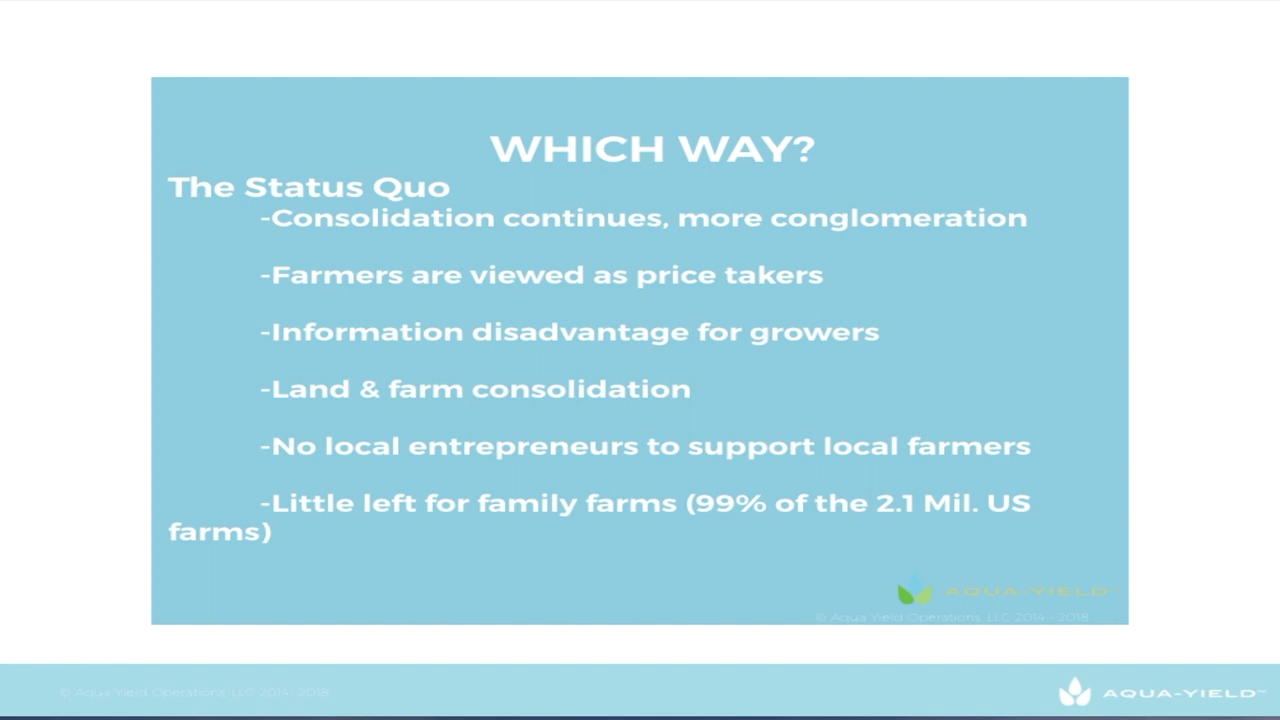 WHICH WAY?
The Status Quo
-Consolidation continues, more conglomeration
-Farmers are viewed as price takers
-Information disadvantage for growers
-Land & farm consolidation
-No local entrepreneurs to support local farmers
-Little left for family farms (99% of the 2.1 Mil. US
farms)
AQUA-YIELD
© Aqua Yield Operations, LLC 2014 - 2018
© Aqua Yield Operations, LLC 2014- 2018
AQUA-YIELD™